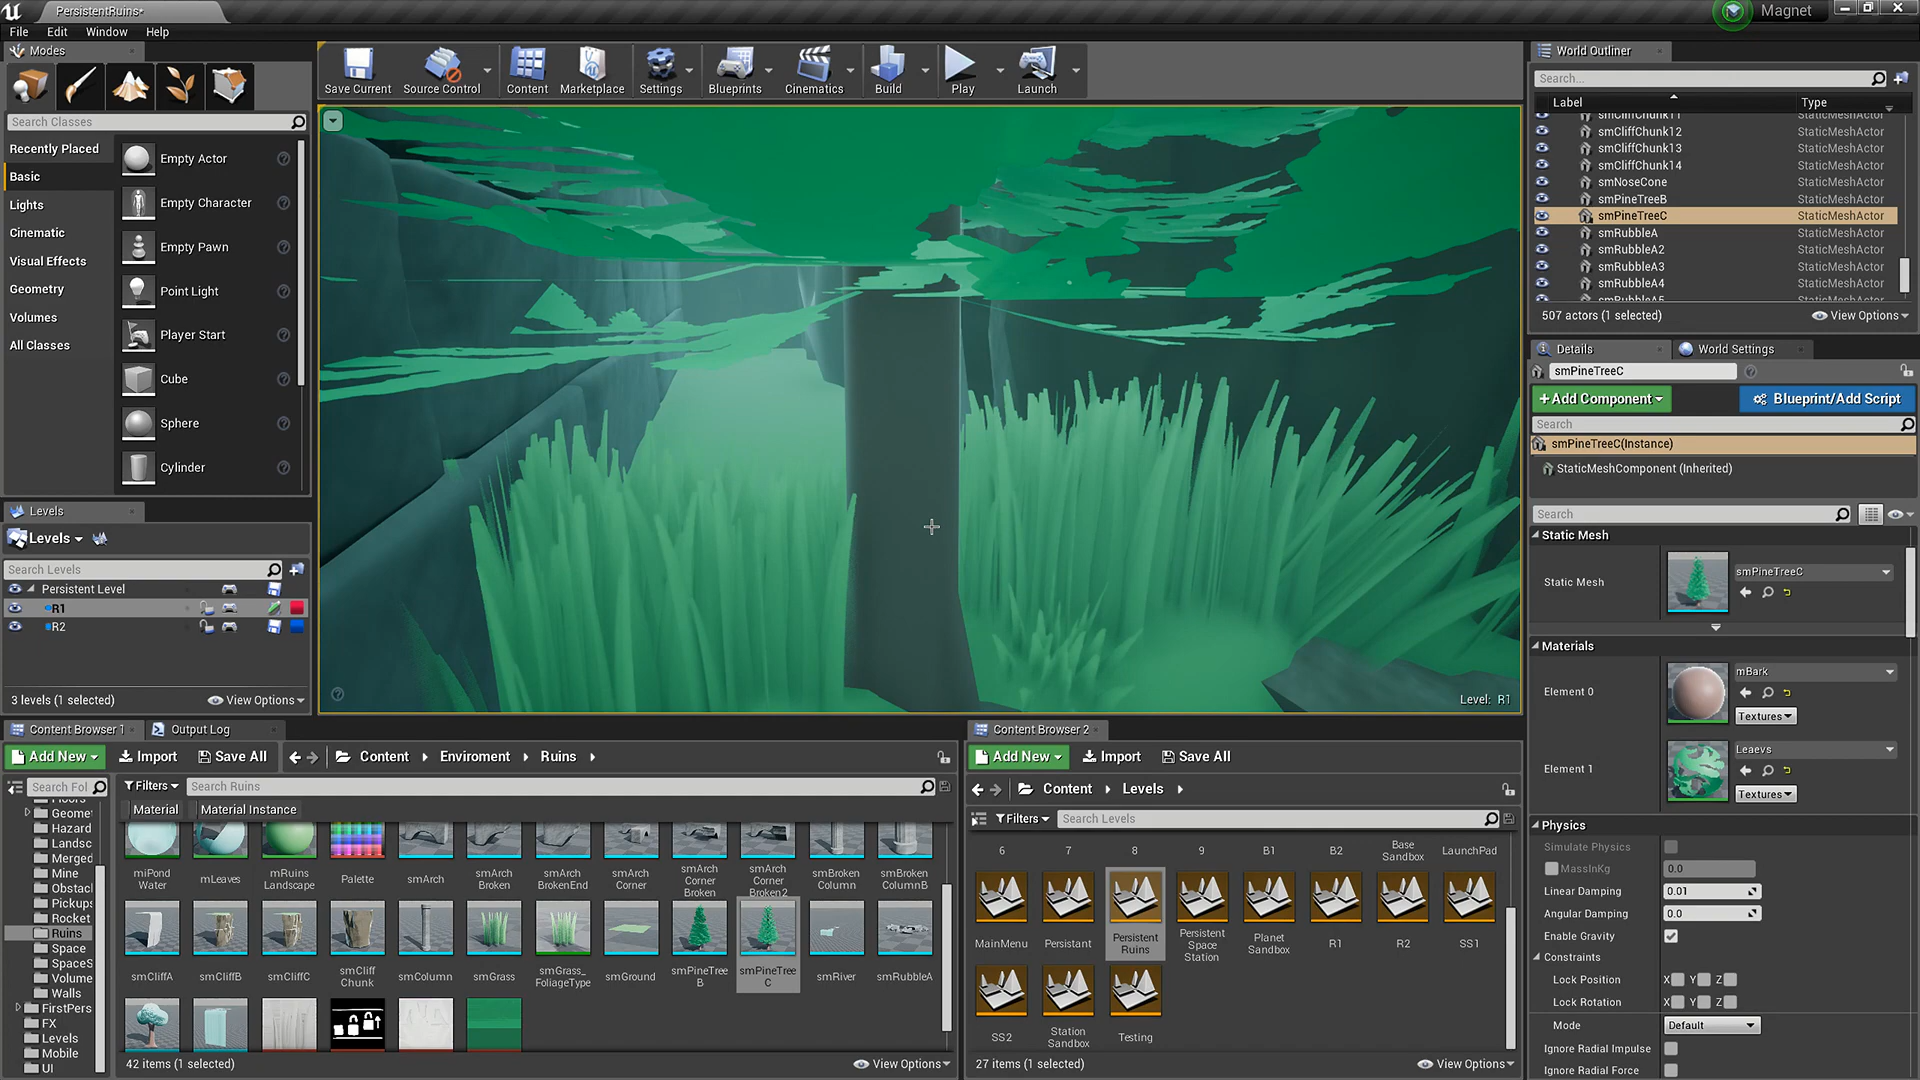 PersistentRuins*
Magnet
File Edit Window Help
Modes
Search Classes
Recently Placed
Basic
Lights
Cinematic
Visual Effects
Geometry
Volumes
All Classes
Empty Actor
Empty Character
Empty Pawn
Point Light
Player Start
Cube
Sphere
Cylinder
Save Current Source Control Content Marketplace Settings Blueprints Cinematics Build Play Launch
Level: R1
World Outliner
Search...
Label Type
smCliffChunk11 StaticMeshActor
smCliffChunk12 StaticMeshActor
smCliffChunk13 StaticMeshActor
smCliffChunk14 StaticMeshActor
smNoseCone StaticMeshActor
smPineTreeB StaticMeshActor
smPineTreeC StaticMeshActor
smRubbleA StaticMeshActor
smRubbleA2 StaticMeshActor
smRubbleA3 StaticMeshActor
smRubbleA4 StaticMeshActor
smRubbleA5 StaticMeshActor
507 actors (1 selected) View Options
Details World Settings
smPineTreeC
+Add Component Blueprint/Add Script
Search
smPineTreeC(Instance)
StaticMeshComponent (Inherited)
Search
Static Mesh
Static Mesh smPineTreeC
Materials
Element 0 mBark
Textures
Element 1 Leaevs
Textures
Physics
Simulate Physics
MassInKg 0.0
Linear Damping 0.01
Angular Damping 0.0
Enable Gravity
Constraints
Lock Position X Y Z
Lock Rotation X Y Z
Mode Default
Ignore Radial Impulse
Ignore Radial Force
Levels
Levels
Search Levels
Persistent Level
R1
R2
3 levels (1 selected) View Options
Content Browser 1 Output Log
Add New Import Save All Content Enviroment Ruins
Search Fol
Filters Search Ruins
Material Material Instance
Floors
Geomet
Hazard
Landsc
Merged
Mine
Obstac
Pickups
Rocket
Ruins
Space
SpaceS
Volume
Walls
FirstPers
FX
Levels
Mobile
UI
miPond Water
mLeaves
mRuins Landscape
Palette
smArch
smArch Broken
smArch BrokenEnd
smArch Corner
smArch Corner Broken
smArch Corner Broken2
smBroken Column
smBroken ColumnB
smCliffA
smCliffB
smCliffC
smCliff Chunk
smColumn
smGrass
smGrass_ FoliageType
smGround
smPineTree B
smPineTree C
smRiver
smRubbleA
42 items (1 selected) View Options
Content Browser 2
Add New Import Save All
Content Levels
Filters Search Levels
6 7 8 9 B1 B2 Base Sandbox LaunchPad
MainMenu
Persistant
Persistent Ruins
Persistent Space Station
Planet Sandbox
R1
R2
SS1
SS2
Station Sandbox
Testing
27 items (1 selected) View Options